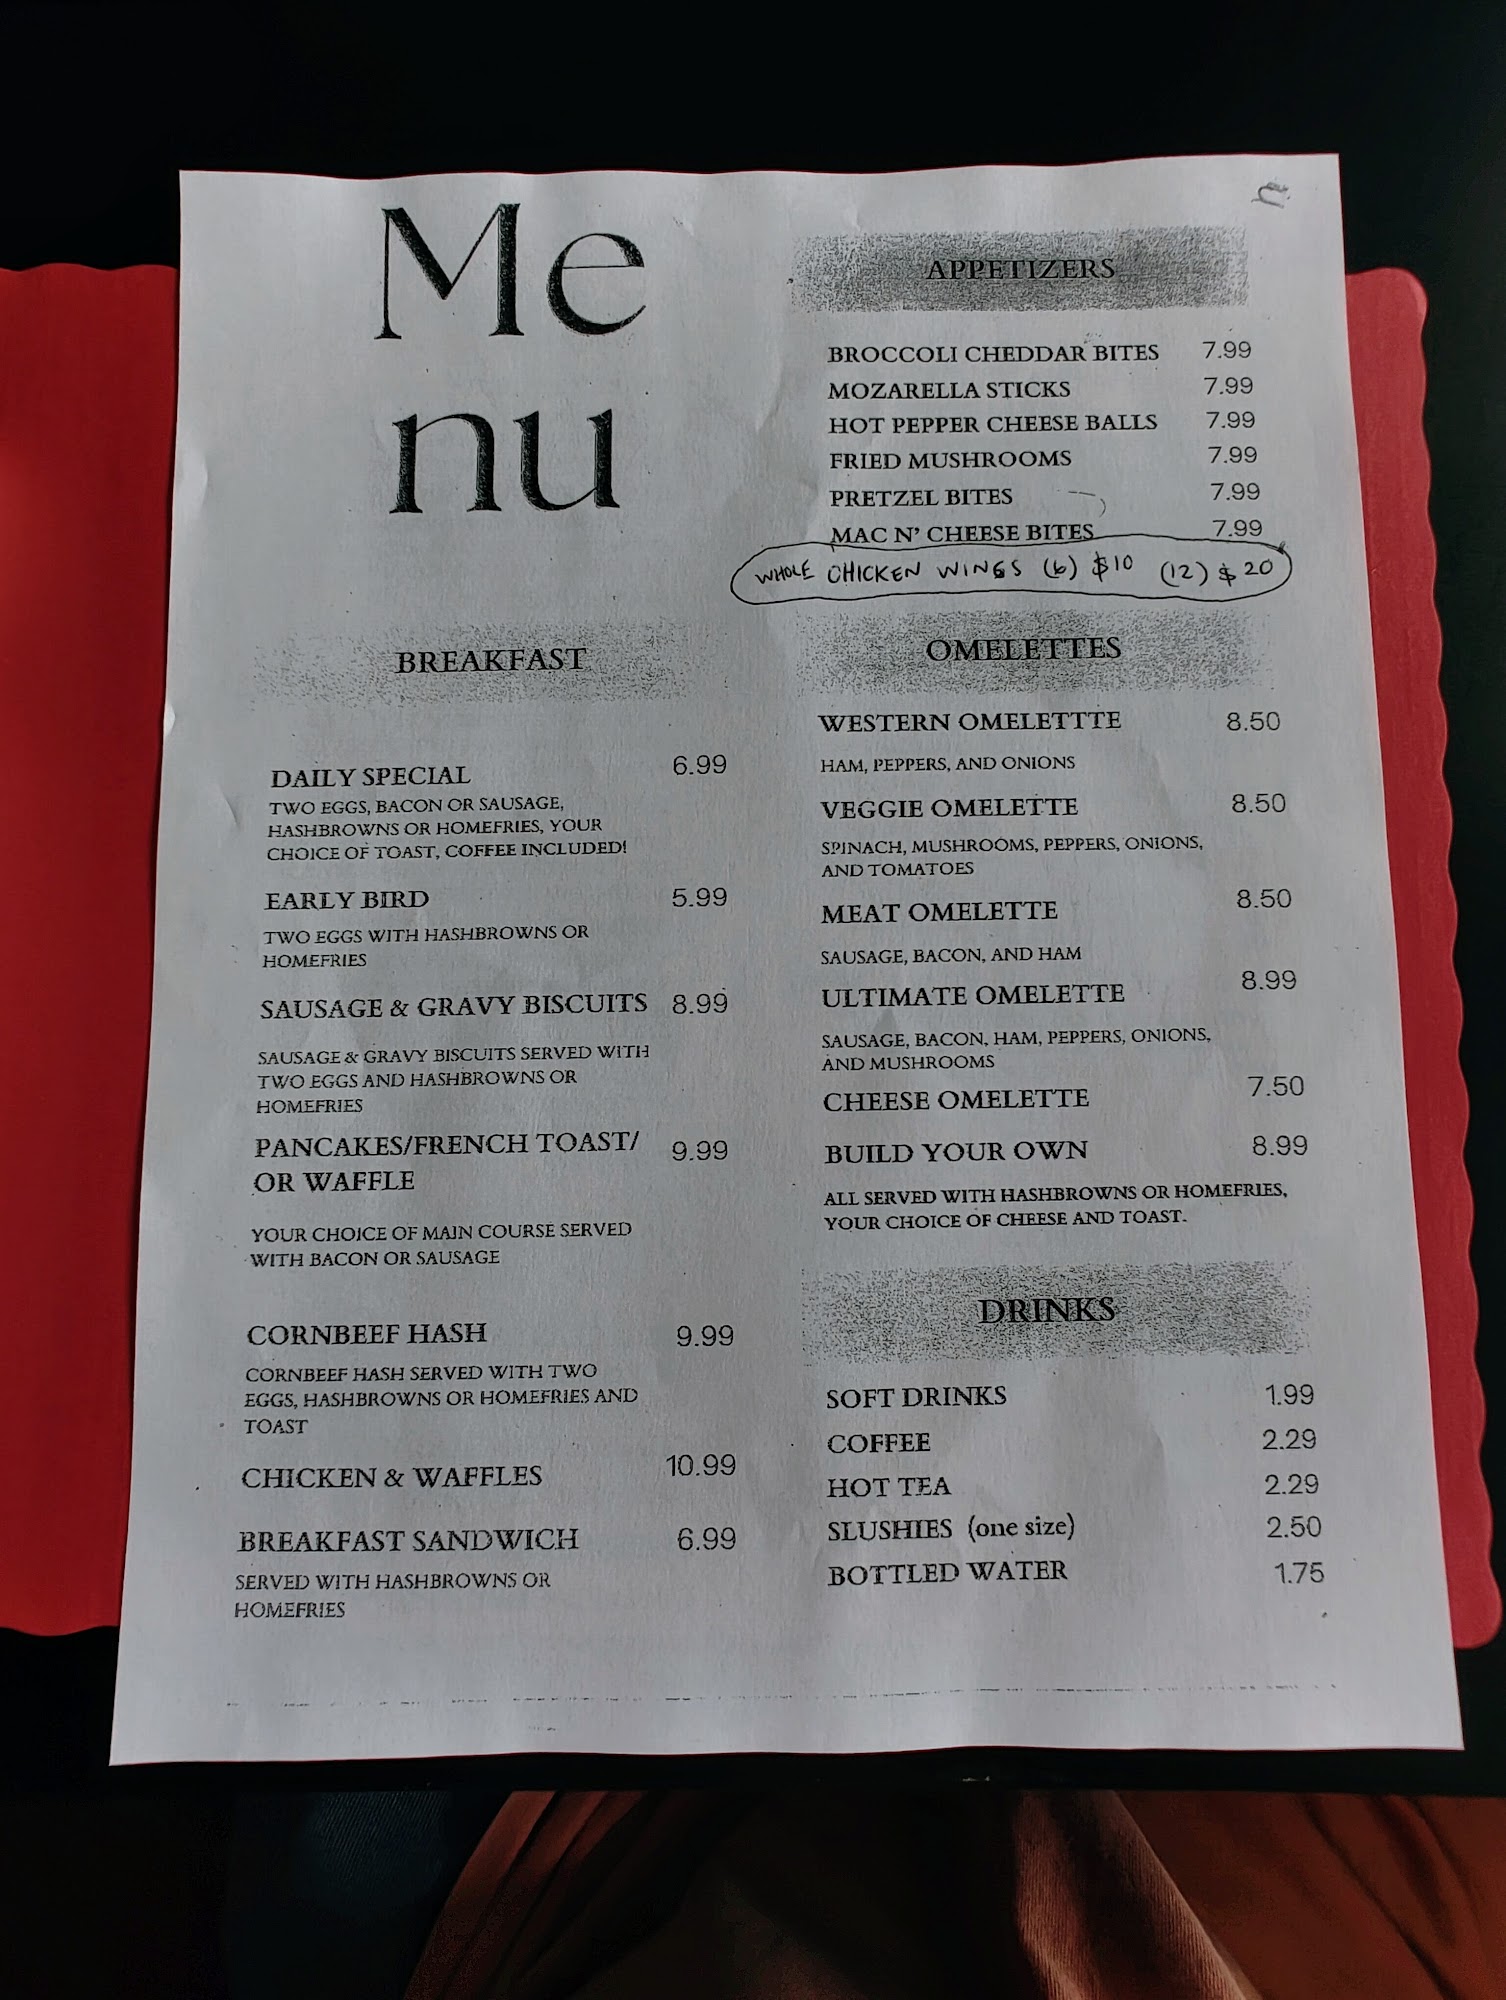 Me
nu
BREAKFAST
DAILY SPECIAL 6.99
TWO EGGS, BACON OR SAUSAGE,
HASHBROWNS OR HOMEFRIES, YOUR
CHOICE OF TOAST, COFFEE INCLUDED!
EARLY BIRD 5.99
TWO EGGS WITH HASHBROWNS OR
HOMEFRIES
SAUSAGE & GRAVY BISCUITS 8.99
SAUSAGE & GRAVY BISCUITS SERVED WITH
TWO EGGS AND HASHBROWNS OR
HOMEFRIES
PANCAKES/FRENCH TOAST/ 9.99
OR WAFFLE
YOUR CHOICE OF MAIN COURSE SERVED
WITH BACON OR SAUSAGE
CORNBEEF HASH 9.99
CORNBEEF HASH SERVED WITH TWO
EGGS, HASHBROWNS OR HOMEFRIES AND
TOAST
CHICKEN & WAFFLES 10.99
BREAKFAST SANDWICH 6.99
SERVED WITH HASHBROWNS OR
HOMEFRIES
APPETIZERS
BROCCOLI CHEDDAR BITES 7.99
MOZARELLA STICKS 7.99
HOT PEPPER CHEESE BALLS 7.99
FRIED MUSHROOMS 7.99
PRETZEL BITES 7.99
MAC N' CHEESE BITES 7.99
WHOLE CHICKEN WINGS (6) $10 (12) $20
OMELETTES
WESTERN OMELETTTE 8.50
HAM, PEPPERS, AND ONIONS
VEGGIE OMELETTE 8.50
SPINACH, MUSHROOMS, PEPPERS, ONIONS,
AND TOMATOES
MEAT OMELETTE 8.50
SAUSAGE, BACON, AND HAM
ULTIMATE OMELETTE 8.99
SAUSAGE, BACON, HAM, PEPPERS, ONIONS,
AND MUSHROOMS
CHEESE OMELETTE 7.50
BUILD YOUR OWN 8.99
ALL SERVED WITH HASHBROWNS OR HOMEFRIES,
YOUR CHOICE OF CHEESE AND TOAST.
DRINKS
SOFT DRINKS 1.99
COFFEE 2.29
HOT TEA 2.29
SLUSHIES (one size) 2.50
BOTTLED WATER 1.75